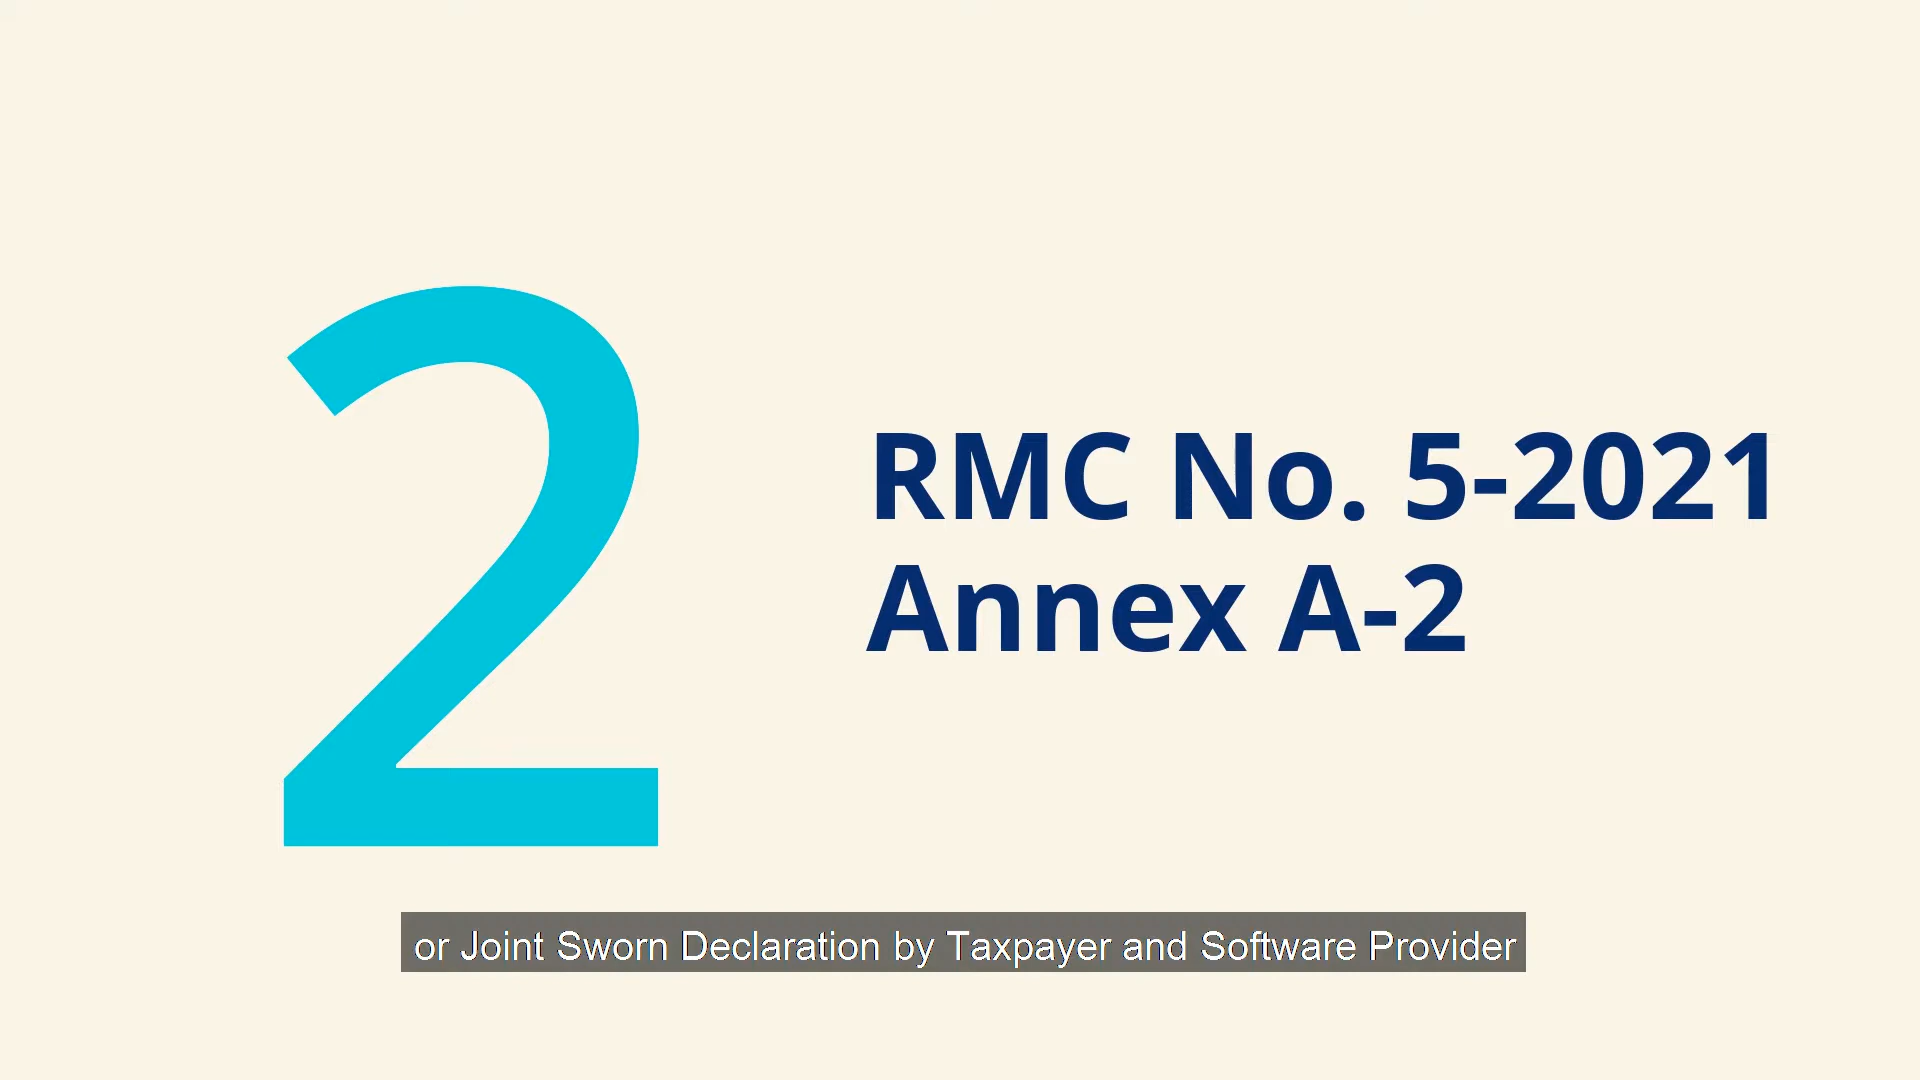 2
RMC No. 5-2021
Annex A-2
or Joint Sworn Declaration by Taxpayer and Software Provider